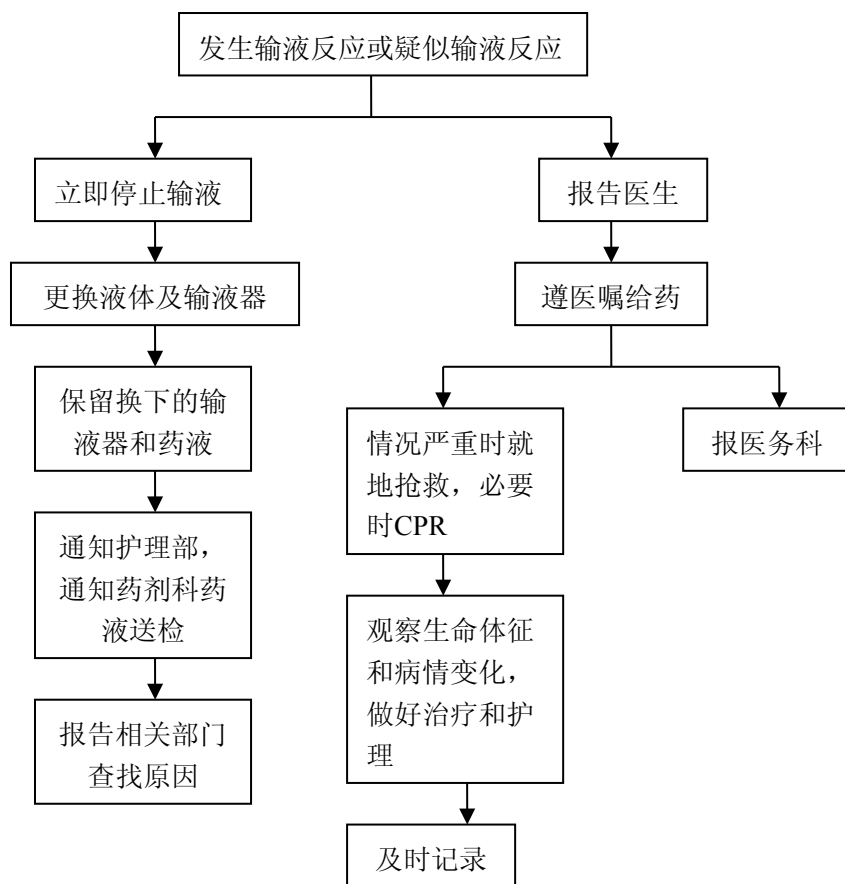 发生输液反应或疑似输液反应
立即停止输液
报告医生
更换液体及输液器
遵医嘱给药
保留换下的输
液器和药液
情况严重时就
地抢救，必要
时CPR
报医务科
通知护理部，
通知药剂科药
液送检
观察生命体征
和病情变化，
做好治疗和护
理
报告相关部门
查找原因
及时记录